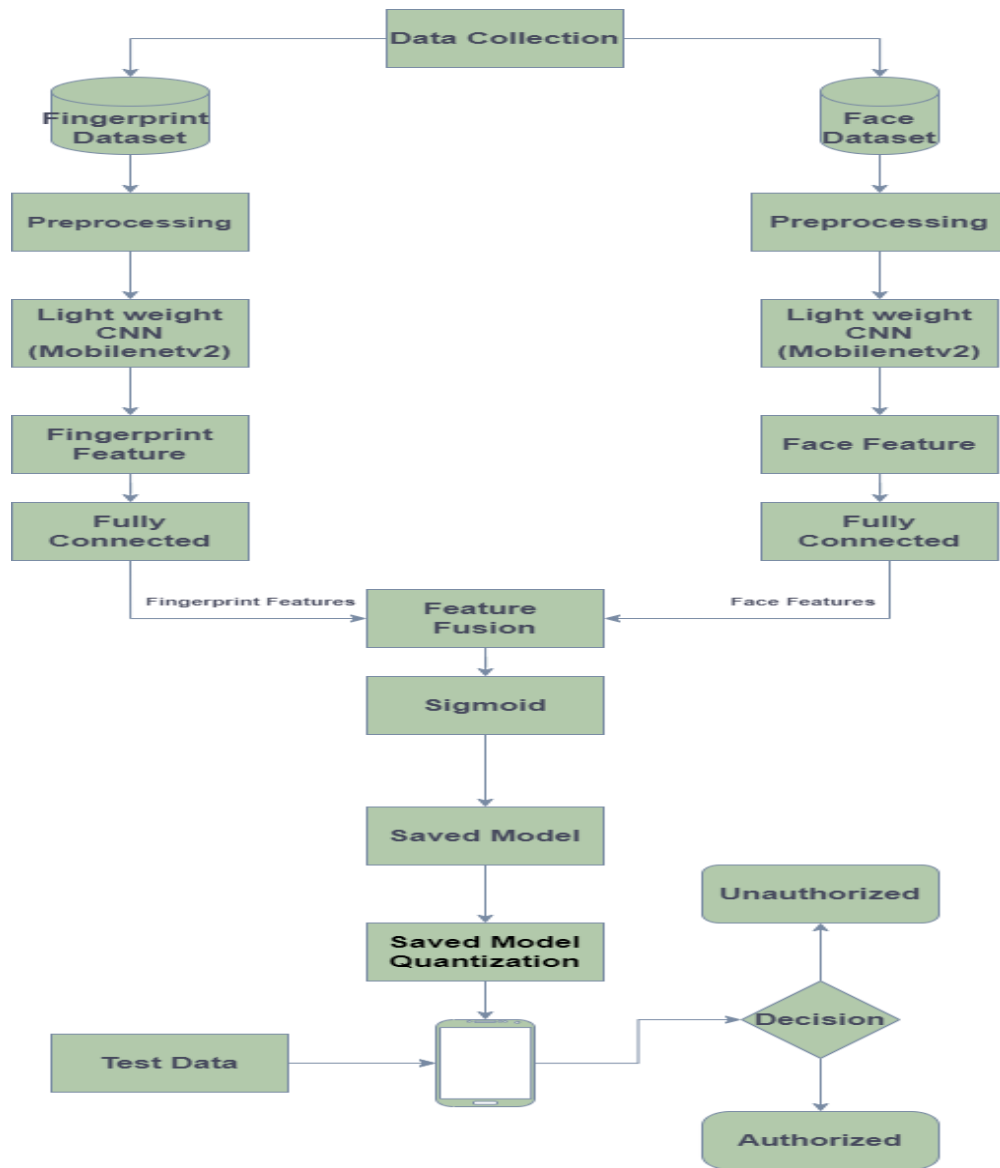 Data Collection
Fingerprint
Dataset
Face
Dataset
Preprocessing
Preprocessing
Light weight
CNN
(Mobilenetv2)
Light weight
CNN
(Mobilenetv2)
Fingerprint
Feature
Face Feature
Fully
Connected
Fully
Connected
Fingerprint Features
Feature
Fusion
Face Features
Sigmoid
Saved Model
Unauthorized
Saved Model
Quantization
Decision
Test Data
Authorized